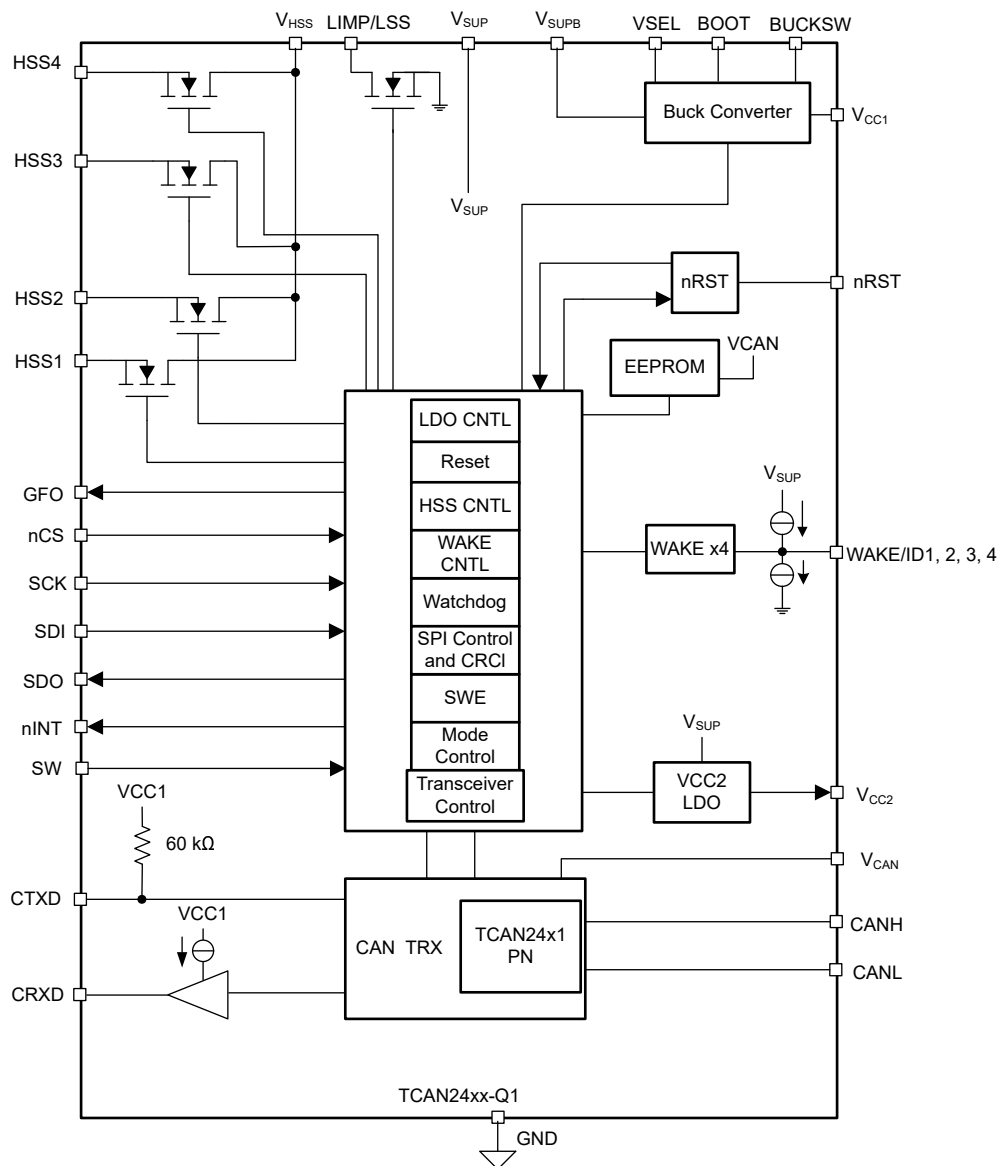 VHSS
LIMP/LSS
VSUP
VSUPB
VSEL
BOOT
BUCKSW
HSS4
Buck Converter
VCC1
HSS3
VSUP
nRST
nRST
HSS2
VCAN
EEPROM
HSS1
LDO CNTL
Reset
HSS CNTL
WAKE
CNTL
Watchdog
SPI Control
and CRCI
SWE
Mode
Control
Transceiver
Control
GFO
nCS
SCK
SDI
SDO
nINT
SW
VSUP
WAKE x4
WAKE/ID1, 2, 3, 4
VSUP
VCC2
LDO
VCC2
VCC1
60 kΩ
VCAN
CTXD
VCC1
CAN TRX
TCAN24x1
PN
CANH
CANL
CRXD
TCAN24xx-Q1
GND